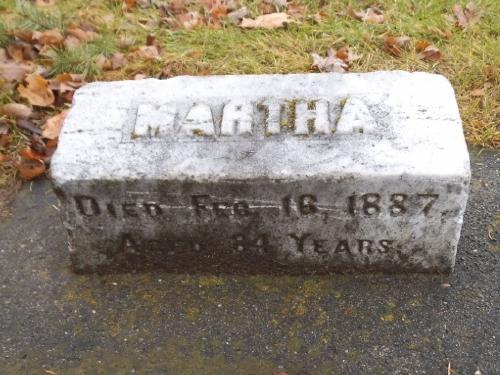 MARTHA
DIED FEB. 16, 1887,
AGED 84 YEARS.